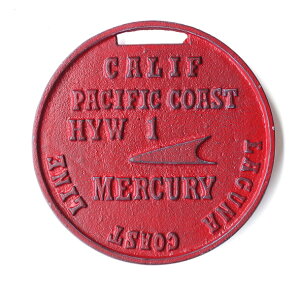 CALIF
PACIFIC COAST
HYW 1
MERCURY
LAGUNA
COAST
LINE